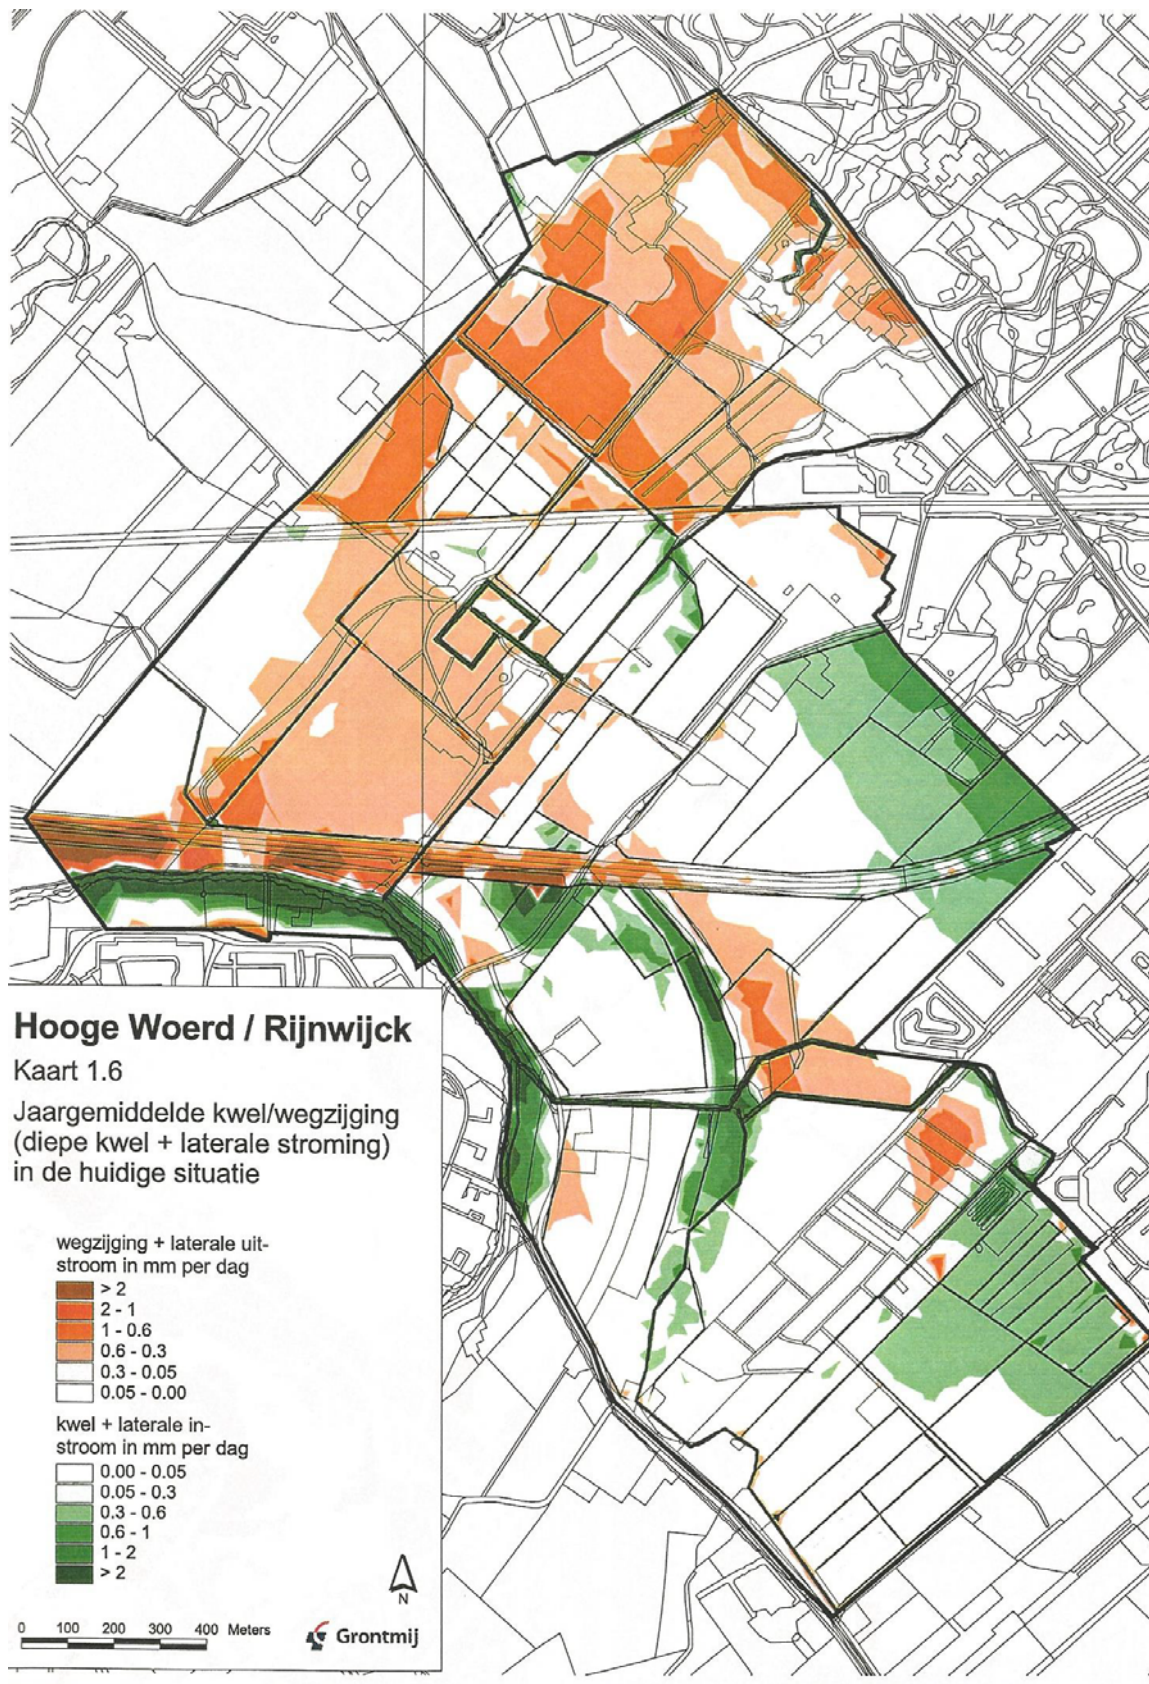 Hooge Woerd / Rijnwijck
Kaart 1.6
Jaargemiddelde kwel/wegzijging
(diepe kwel + laterale stroming)
in de huidige situatie
wegzijging + laterale uit-
stroom in mm per dag
> 2
2 - 1
1 - 0.6
0.6 - 0.3
0.3 - 0.05
0.05 - 0.00
kwel + laterale in-
stroom in mm per dag
0.00 - 0.05
0.05 - 0.3
0.3 - 0.6
0.6 - 1
1 - 2
> 2
N
0 100 200 300 400 Meters
Grontmij